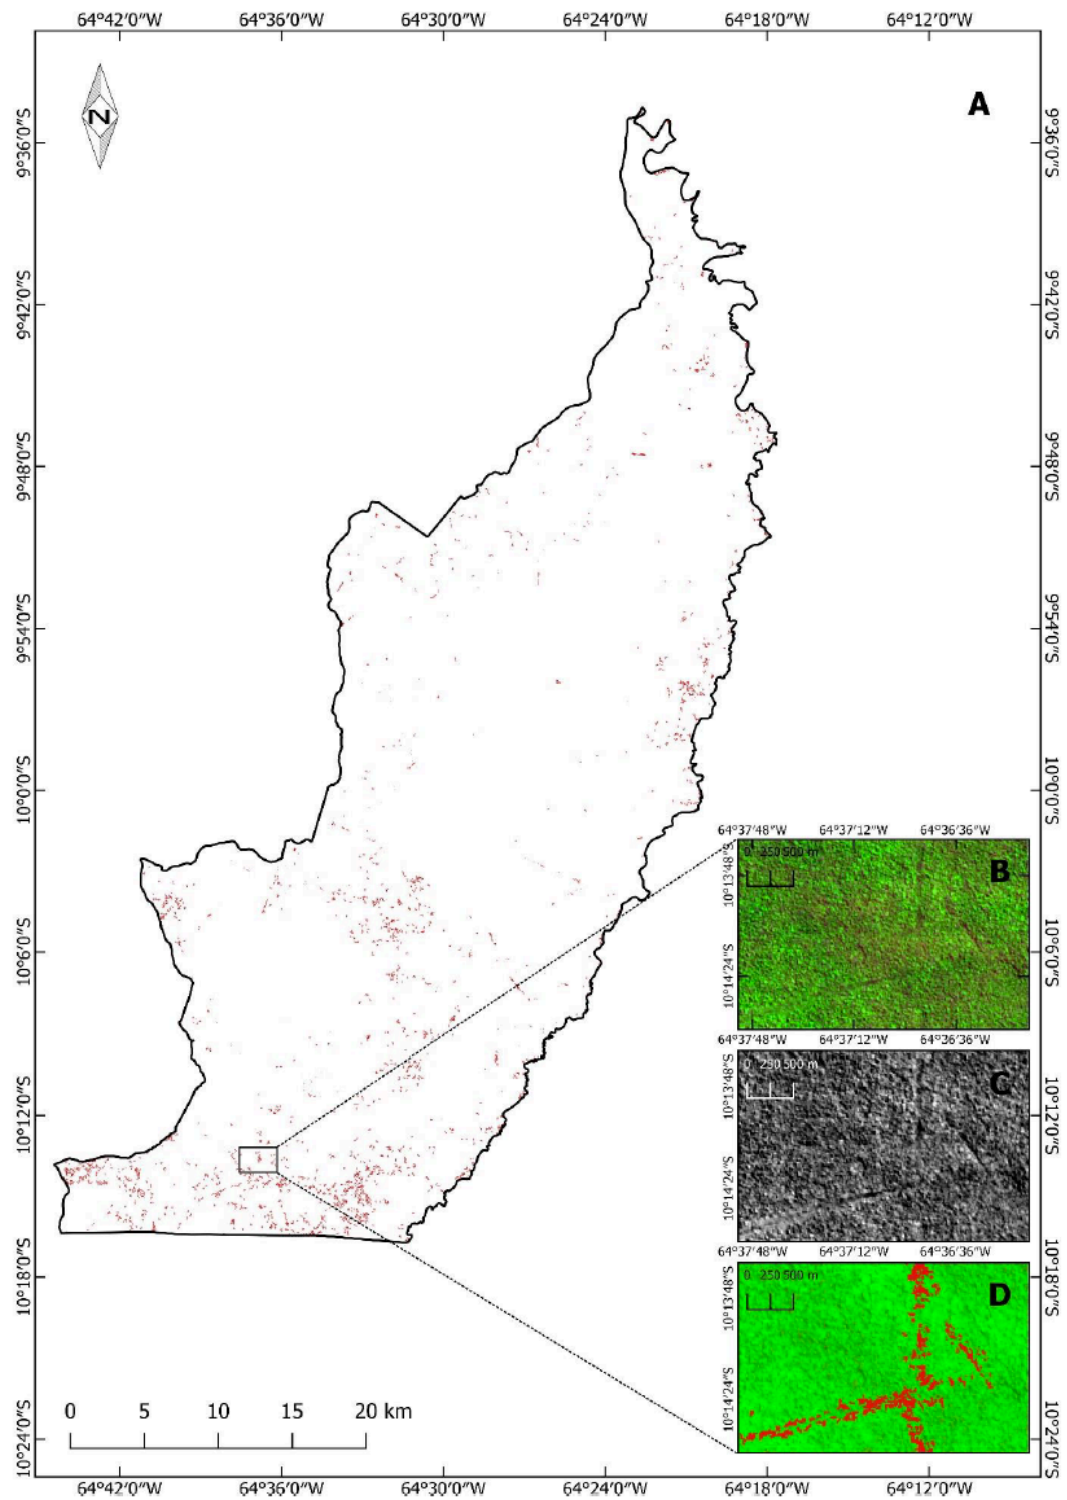 64°42'0"W 64°36'0"W 64°30'0"W 64°24'0"W 64°18'0"W 64°12'0"W
N
A
9°36'0"S 9°36'0"S
9°42'0"S 9°42'0"S
9°48'0"S 9°48'0"S
9°54'0"S 9°54'0"S
10°0'0"S 10°0'0"S
64°37'48"W 64°37'12"W 64°36'36"W
0 250 500 m
B
10°13'48"S
10°14'24"S
10°6'0"S 10°6'0"S
64°37'48"W 64°37'12"W 64°36'36"W
0 250 500 m
C
10°13'48"S
10°14'24"S
10°12'0"S 10°12'0"S
64°37'48"W 64°37'12"W 64°36'36"W
0 250 500 m
D
10°13'48"S
10°14'24"S
10°18'0"S 10°18'0"S
0 5 10 15 20 km
10°24'0"S 10°24'0"S
64°42'0"W 64°36'0"W 64°30'0"W 64°24'0"W 64°18'0"W 64°12'0"W